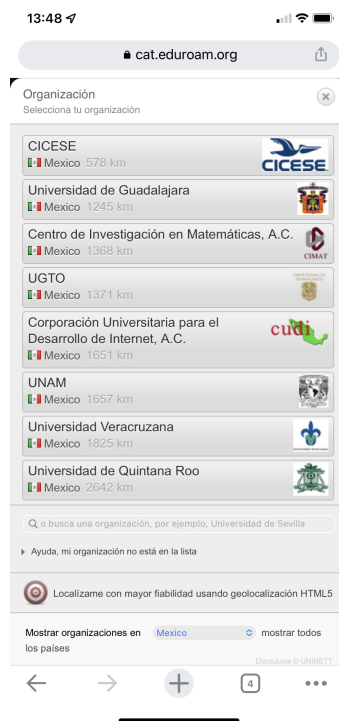 13:48
cat.eduroam.org
Organización
Selecciona tu organización
CICESE
Mexico 578 km
CICESE
Universidad de Guadalajara
Mexico 1245 km
Centro de Investigación en Matemáticas, A.C.
Mexico 1368 km
CIMAT
UGTO
Mexico 1371 km
Corporación Universitaria para el
Desarrollo de Internet, A.C.
Mexico 1651 km
cudi
UNAM
Mexico 1657 km
Universidad Veracruzana
Mexico 1825 km
Universidad de Quintana Roo
Mexico 2642 km
o busca una organización, por ejemplo, Universidad de Sevilla
Ayuda, mi organización no está en la lista
Localízame con mayor fiabilidad usando geolocalización HTML5
Mostrar organizaciones en Mexico mostrar todos
los países
DiscoJuice © UNINETT
4